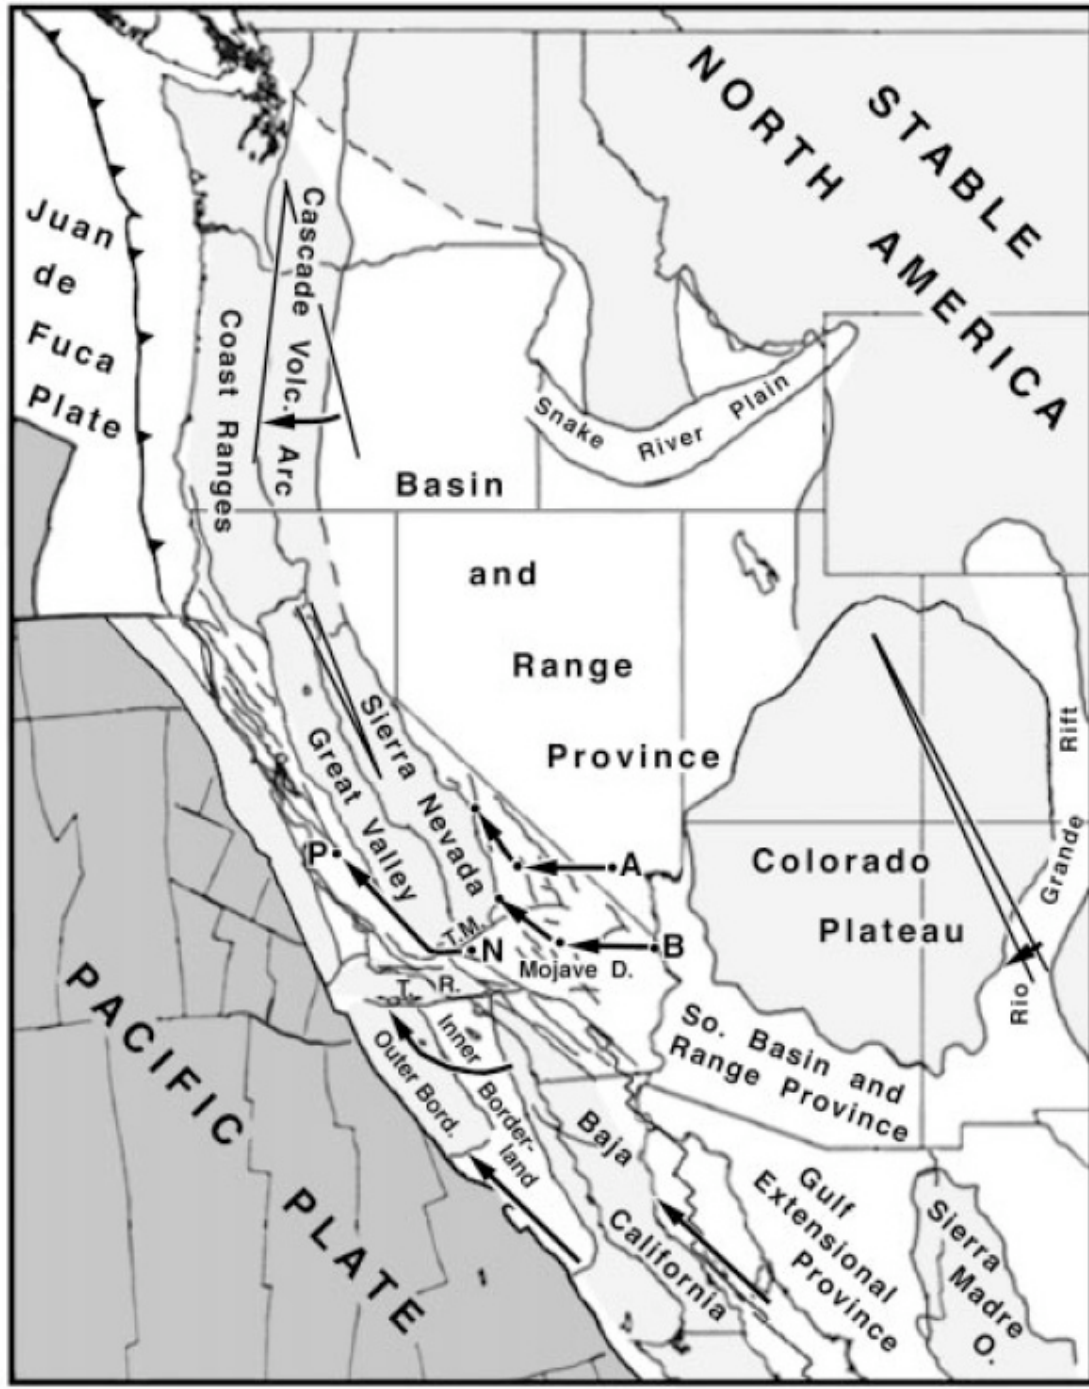 STABLE
NORTH AMERICA
Juan
de
Fuca
Plate
Cascade Volc. Arc
Coast Ranges
Snake River Plain
Basin
and
Range
Province
Sierra Nevada
Great Valley
Rio Grande Rift
Colorado
Plateau
P
A
B
N
T.M.
Mojave D.
T. R.
Inner Border-
land
Outer Bord.
So. Basin and
Range Province
Baja
California
Gulf
Extensional
Province
Sierra
Madre
O.
PACIFIC PLATE